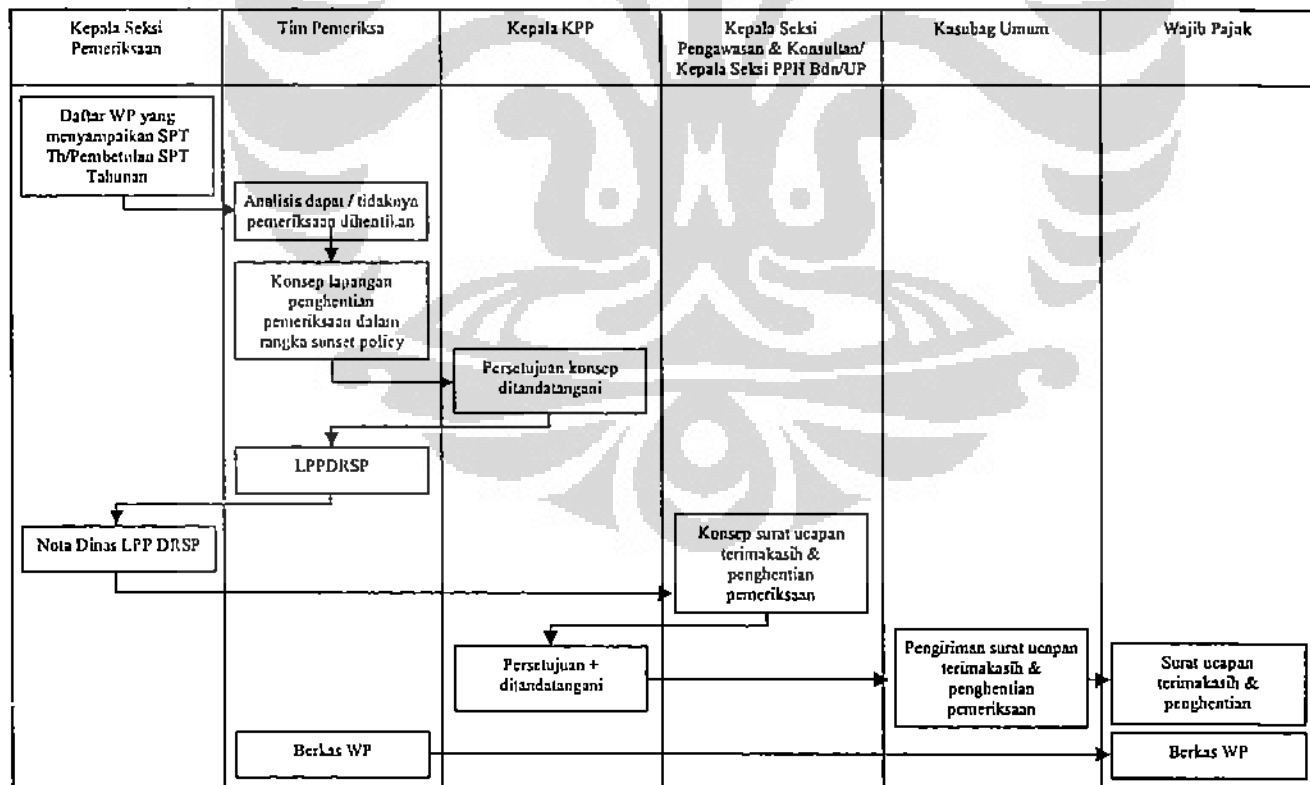 Kepala Seksi
Pemeriksaan
Tim Pemeriksa
Kepala KPP
Kepala Seksi
Pengawasan & Konsultan/
Kepala Seksi PPH Bdn/UP
Kasubag Umum
Wajib Pajak
Daftar WP yang
menyampaikan SPT
Th/Pembetulan SPT
Tahunan
Analisis dapat / tidaknya
pemeriksaan dihentikan
Konsep lapangan
penghentian
pemeriksaan dalam
rangka sunset policy
Persetujuan konsep
ditandatangani
LPPDRSP
Nota Dinas LPP DRSP
Konsep surat ucapan
terimakasih &
penghentian
pemeriksaan
Persetujuan +
ditandatangani
Pengiriman surat ucapan
terimakasih &
penghentian
pemeriksaan
Surat ucapan
terimakasih &
penghentian
Berkas WP
Berkas WP